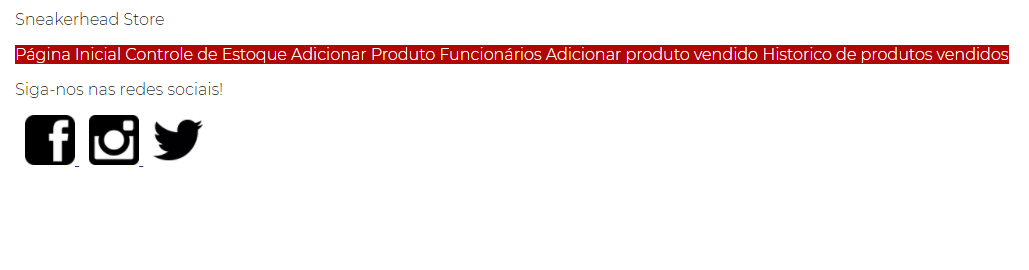 Sneakerhead Store
Página Inicial Controle de Estoque Adicionar Produto Funcionários Adicionar produto vendido Historico de produtos vendidos
Siga-nos nas redes sociais!